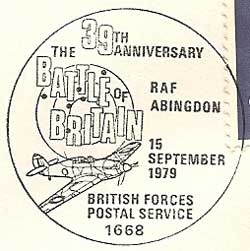 THE 39TH ANNIVERSARY
BATTLE OF
BRITAIN
RAF
ABINGDON
15
SEPTEMBER
1979
BRITISH FORCES
POSTAL SERVICE
1668